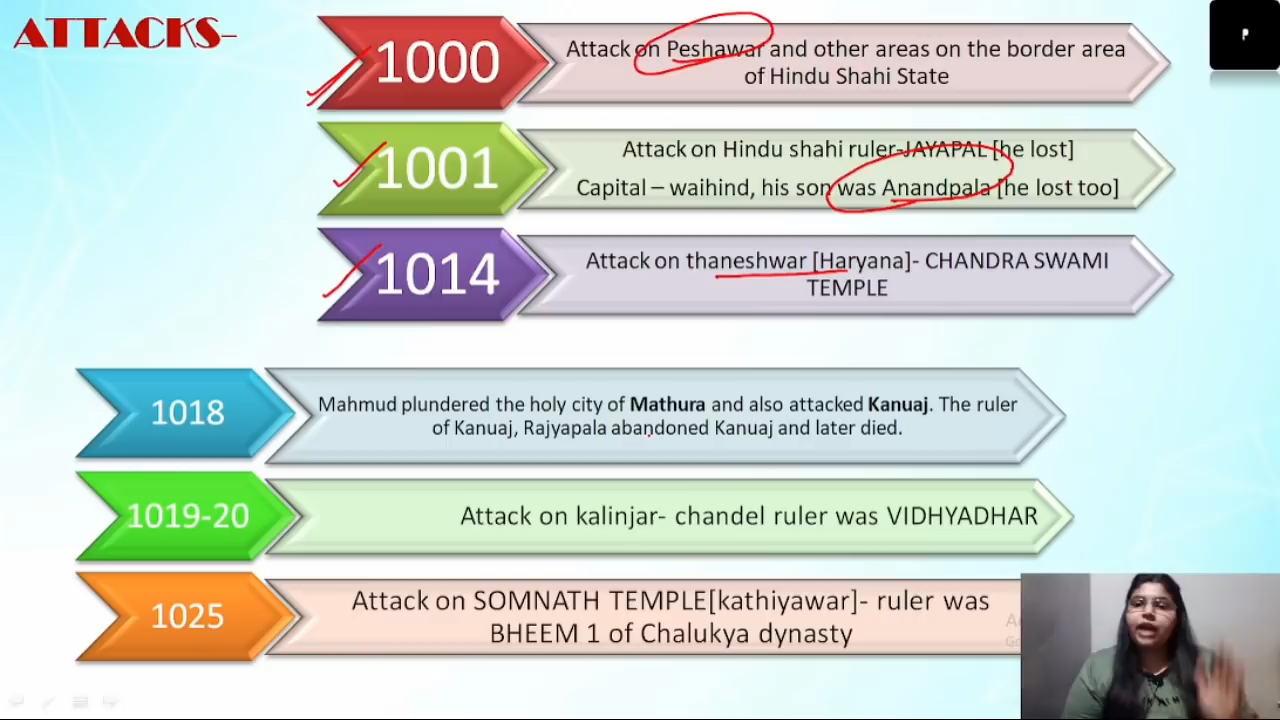 ATTACKS-
1000
Attack on Peshawar and other areas on the border area
of Hindu Shahi State
1001
Attack on Hindu shahi ruler-JAYAPAL [he lost]
Capital – waihind, his son was Anandpala [he lost too]
1014
Attack on thaneshwar [Haryana]- CHANDRA SWAMI
TEMPLE
1018
Mahmud plundered the holy city of Mathura and also attacked Kanuaj. The ruler
of Kanuaj, Rajyapala abandoned Kanuaj and later died.
1019-20
Attack on kalinjar- chandel ruler was VIDHYADHAR
1025
Attack on SOMNATH TEMPLE[kathiyawar]- ruler was
BHEEM 1 of Chalukya dynasty
P